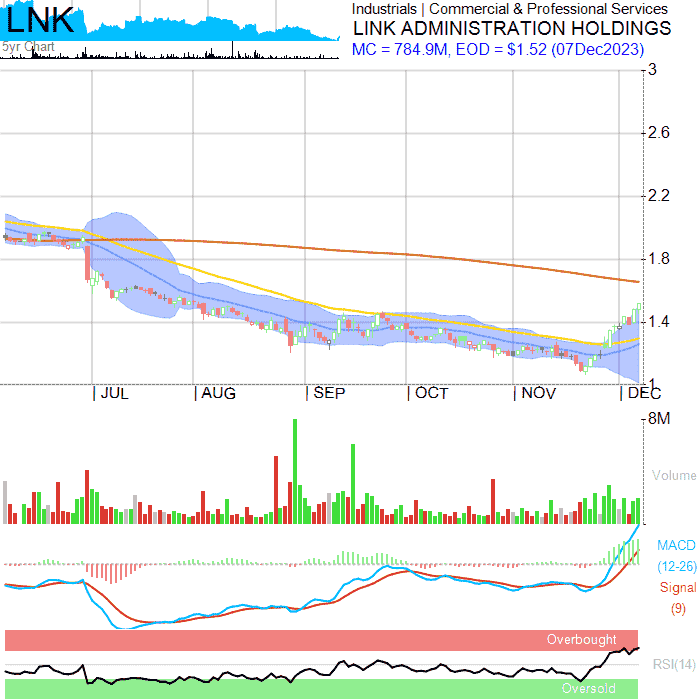 LNK
5yr Chart
Industrials | Commercial & Professional Services
LINK ADMINISTRATION HOLDINGS
MC = 784.9M, EOD = $1.52 (07Dec2023)
3
2.6
2.2
1.8
1.4
1
JUL AUG SEP OCT NOV DEC
8M
Volume
MACD
(12-26)
Signal
(9)
Overbought
RSI(14)
Oversold